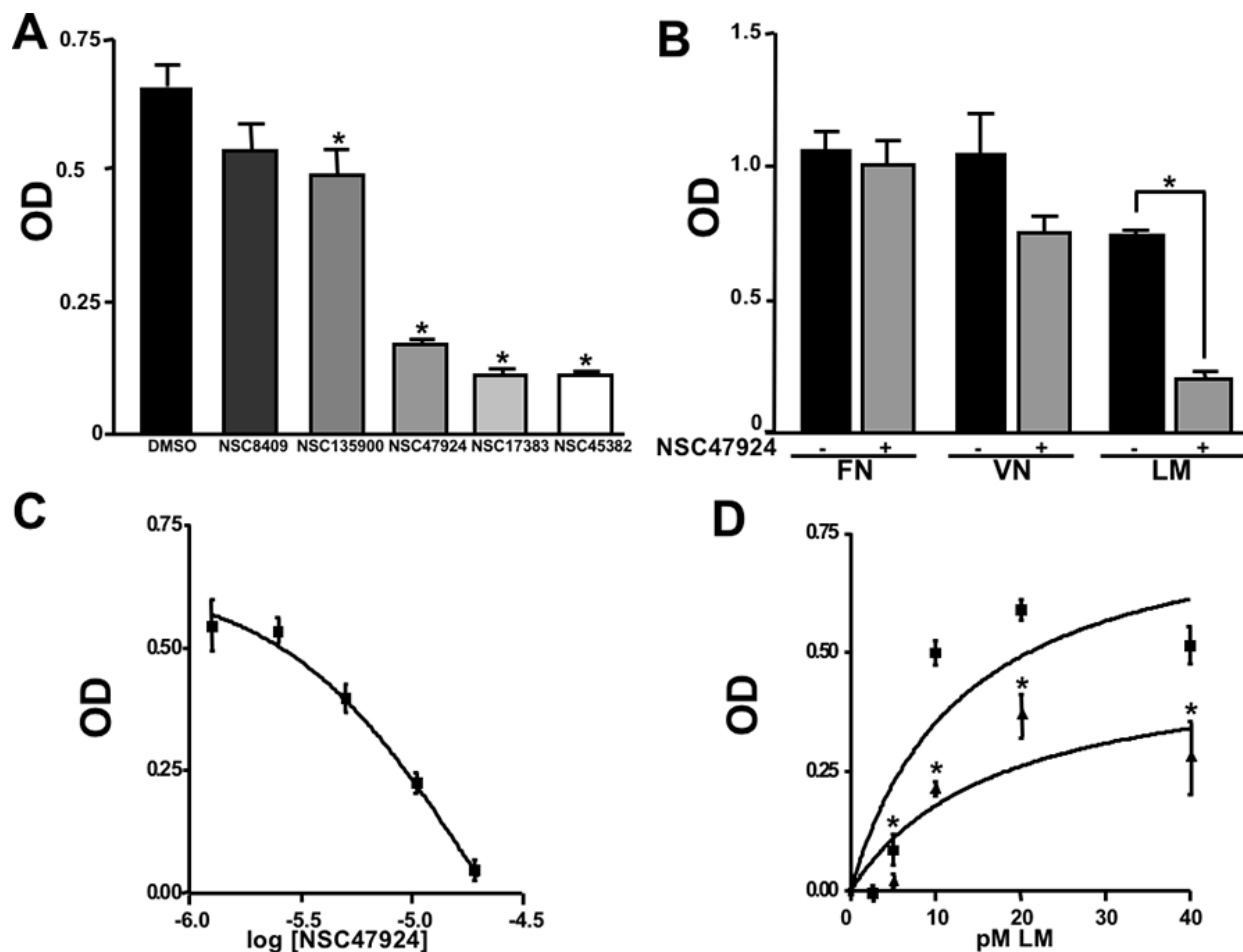 A
0.75
0.5
0.25
0
OD
*
*
*
*
DMSO NSC8409 NSC135900 NSC47924 NSC17383 NSC45382
B
1.5
1.0
0.5
0
OD
*
NSC47924 - + - + - +
FN VN LM
C
0.75
0.50
0.25
0.00
OD
-6.0 -5.5 -5.0 -4.5
log [NSC47924]
D
0.75
0.50
0.25
0.00
OD
*
*
*
*
0 10 20 30 40
pM LM